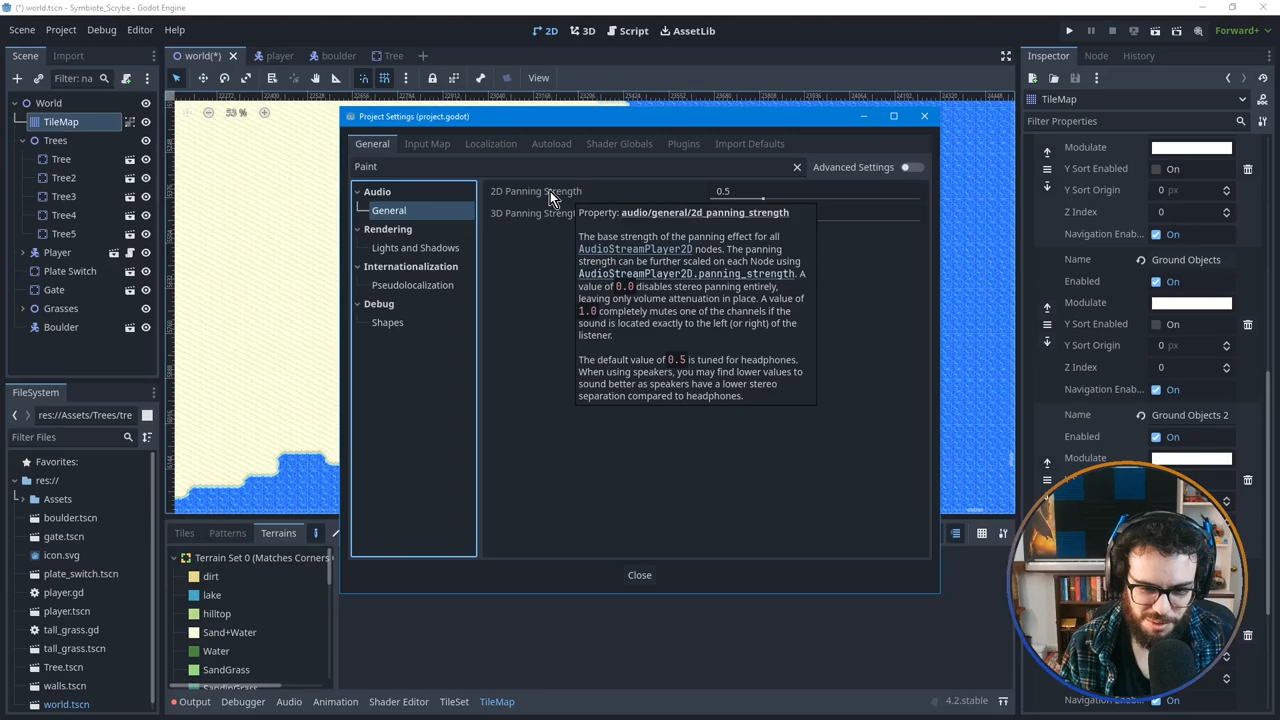 (*) world.tscn - Symbiote_Scrybe - Godot Engine
Scene Project Debug Editor Help
2D 3D Script AssetLib
Forward+
Scene Import
world(*) player boulder Tree
Inspector Node History
Filter: na
View
TileMap
Filter Properties
53 %
World
TileMap
Trees
Tree
Tree2
Tree3
Tree4
Tree5
Player
Plate Switch
Gate
Grasses
Boulder
FileSystem
res://Assets/Trees/tre
Filter Files
Favorites:
res://
Assets
boulder.tscn
gate.tscn
icon.svg
plate_switch.tscn
player.gd
player.tscn
tall_grass.gd
tall_grass.tscn
Tree.tscn
walls.tscn
world.tscn
Project Settings (project.godot)
General Input Map Localization Autoload Shader Globals Plugins Import Defaults
Paint
Advanced Settings
Audio
General
Rendering
Lights and Shadows
Internationalization
Pseudolocalization
Debug
Shapes
2D Panning Strength 0.5
3D Panning Strengt
Property: audio/general/2d_panning_strength
The base strength of the panning effect for all
AudioStreamPlayer2D nodes. The panning
strength can be further scaled on each Node using
AudioStreamPlayer2D.panning_strength. A
value of 0.0 disables stereo panning entirely,
leaving only volume attenuation in place. A value of
1.0 completely mutes one of the channels if the
sound is located exactly to the left (or right) of the
listener.
The default value of 0.5 is tuned for headphones.
When using speakers, you may find lower values to
sound better as speakers have a lower stereo
separation compared to headphones.
Close
Tiles Patterns Terrains
Terrain Set 0 (Matches Corners
dirt
lake
hilltop
Sand+Water
Water
SandGrass
Output Debugger Audio Animation Shader Editor TileSet TileMap
4.2.stable
Modulate
Y Sort Enabled On
Y Sort Origin 0 px
Z Index 0
Navigation Enab... On
Name Ground Objects
Enabled On
Modulate
Y Sort Enabled On
Y Sort Origin 0 px
Z Index 0
Navigation Enab... On
Name Ground Objects 2
Enabled On
Modulate
Navigation Enab... On